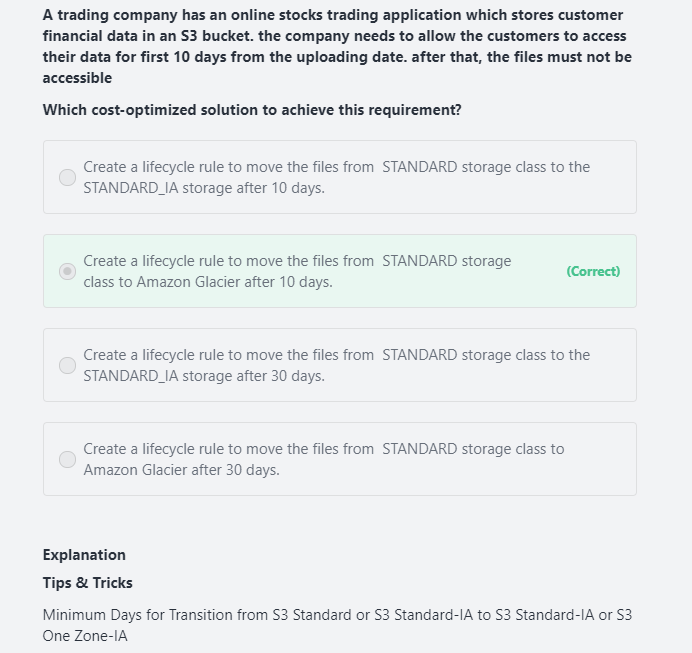 A trading company has an online stocks trading application which stores customer
financial data in an S3 bucket. the company needs to allow the customers to access
their data for first 10 days from the uploading date. after that, the files must not be
accessible
Which cost-optimized solution to achieve this requirement?
Create a lifecycle rule to move the files from STANDARD storage class to the
STANDARD_IA storage after 10 days.
Create a lifecycle rule to move the files from STANDARD storage
class to Amazon Glacier after 10 days.
(Correct)
Create a lifecycle rule to move the files from STANDARD storage class to the
STANDARD_IA storage after 30 days.
Create a lifecycle rule to move the files from STANDARD storage class to
Amazon Glacier after 30 days.
Explanation
Tips & Tricks
Minimum Days for Transition from S3 Standard or S3 Standard-IA to S3 Standard-IA or S3
One Zone-IA